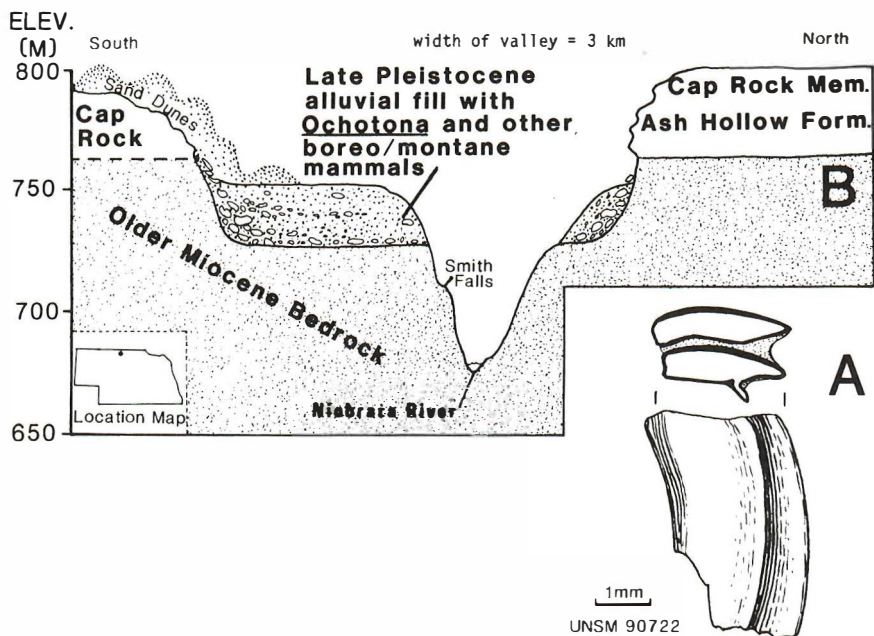 ELEV.
(M)
South
width of valley = 3 km
North
800
750
700
650
Sand Dunes
Cap
Rock
Late Pleistocene
alluvial fill with
Ochotona and other
boreo/montane
mammals
Cap Rock Mem.
Ash Hollow Form.
B
Older Miocene Bedrock
Smith
Falls
Niobrara River
Location Map
A
1mm
UNSM 90722